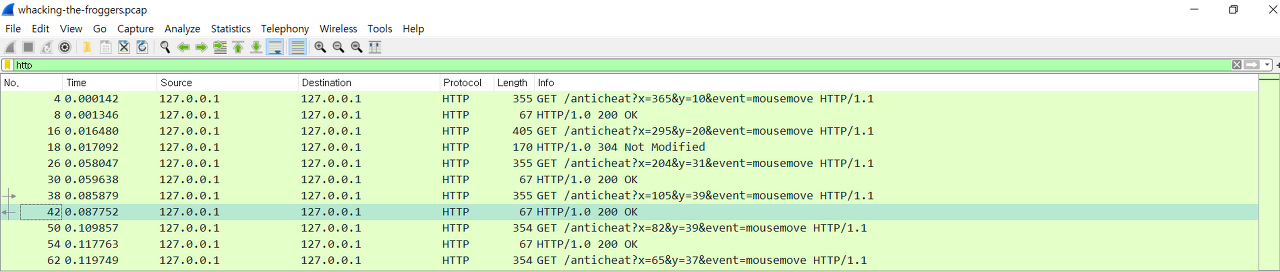 whacking-the-froggers.pcap
File Edit View Go Capture Analyze Statistics Telephony Wireless Tools Help
http
No. Time Source Destination Protocol Length Info
4 0.000142 127.0.0.1 127.0.0.1 HTTP 355 GET /anticheat?x=365&y=10&event=mousemove HTTP/1.1
8 0.001346 127.0.0.1 127.0.0.1 HTTP 67 HTTP/1.0 200 OK
16 0.016480 127.0.0.1 127.0.0.1 HTTP 405 GET /anticheat?x=295&y=20&event=mousemove HTTP/1.1
18 0.017092 127.0.0.1 127.0.0.1 HTTP 170 HTTP/1.0 304 Not Modified
26 0.058047 127.0.0.1 127.0.0.1 HTTP 355 GET /anticheat?x=204&y=31&event=mousemove HTTP/1.1
30 0.059638 127.0.0.1 127.0.0.1 HTTP 67 HTTP/1.0 200 OK
38 0.085879 127.0.0.1 127.0.0.1 HTTP 355 GET /anticheat?x=105&y=39&event=mousemove HTTP/1.1
42 0.087752 127.0.0.1 127.0.0.1 HTTP 67 HTTP/1.0 200 OK
50 0.109857 127.0.0.1 127.0.0.1 HTTP 354 GET /anticheat?x=82&y=39&event=mousemove HTTP/1.1
54 0.117763 127.0.0.1 127.0.0.1 HTTP 67 HTTP/1.0 200 OK
62 0.119749 127.0.0.1 127.0.0.1 HTTP 354 GET /anticheat?x=65&y=37&event=mousemove HTTP/1.1